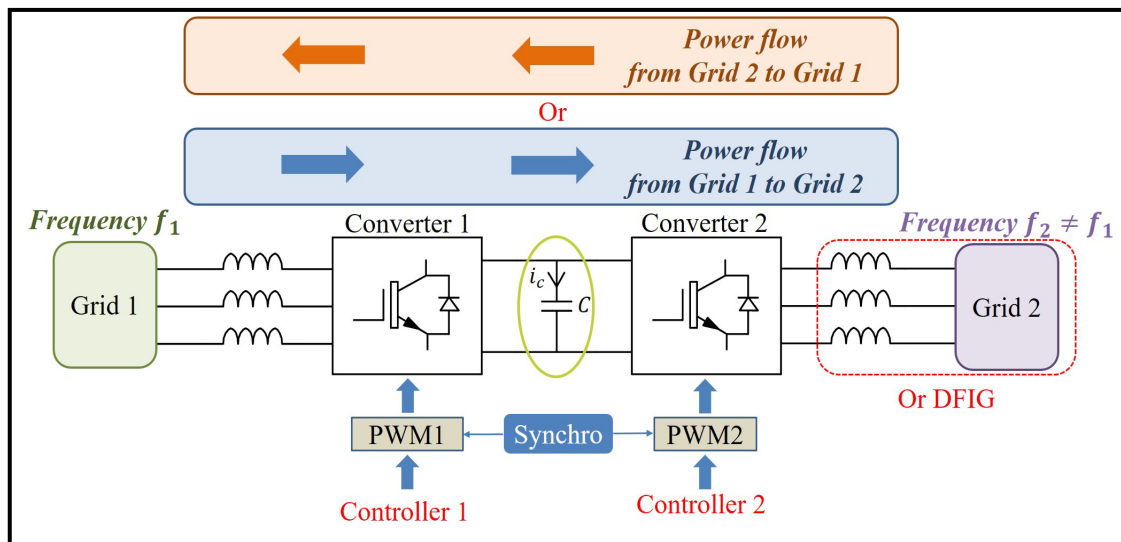 Power flow
from Grid 2 to Grid 1
Or
Power flow
from Grid 1 to Grid 2
Frequency f₁
Converter 1
Converter 2
Frequency f₂ ≠ f₁
Grid 1
i_c
C
Grid 2
Or DFIG
PWM1
Synchro
PWM2
Controller 1
Controller 2